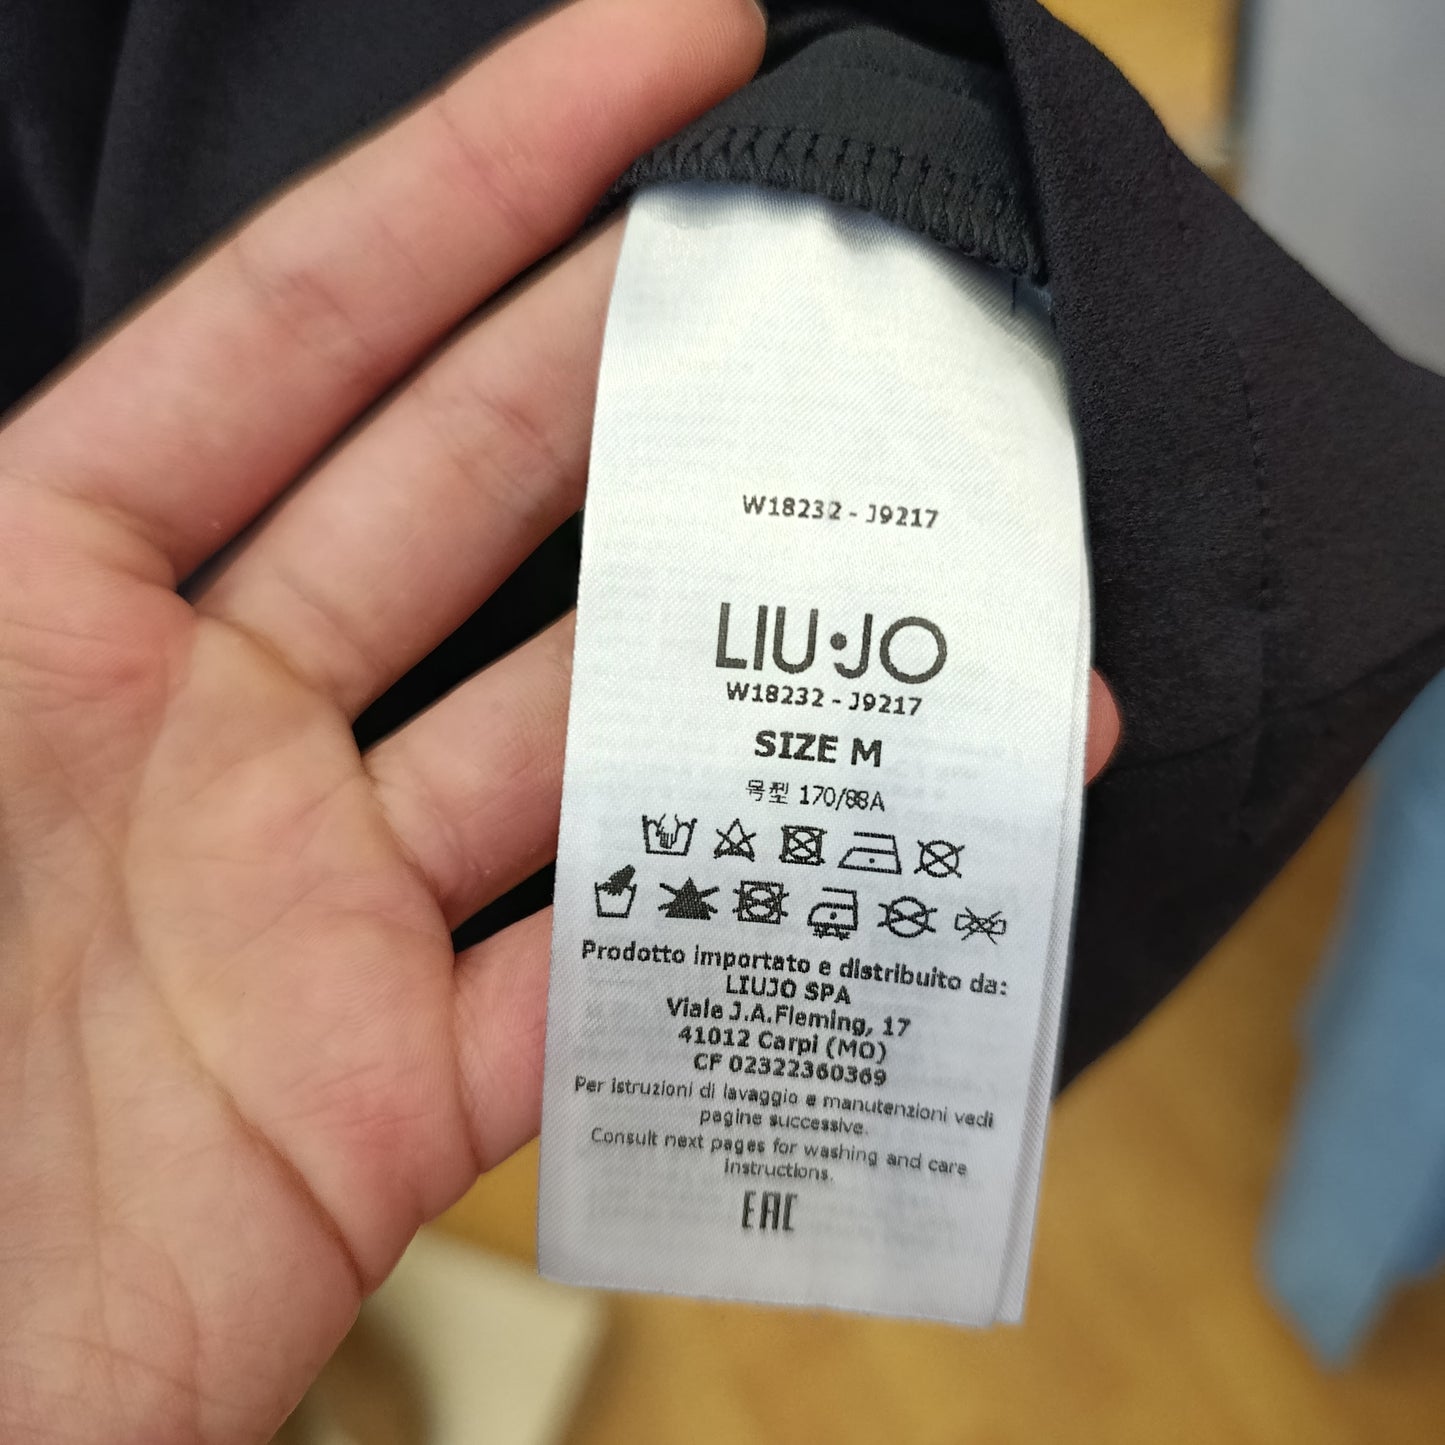 W18232 - J9217
LIU·JO
W18232 - J9217
SIZE M
号型 170/88A
Prodotto importato e distribuito da:
LIUJO SPA
Viale J.A.Fleming, 17
41012 Carpi (MO)
CF 02322360369
Per istruzioni di lavaggio e manutenzioni vedi
pagine successive.
Consult next pages for washing and care
instructions.
EAC